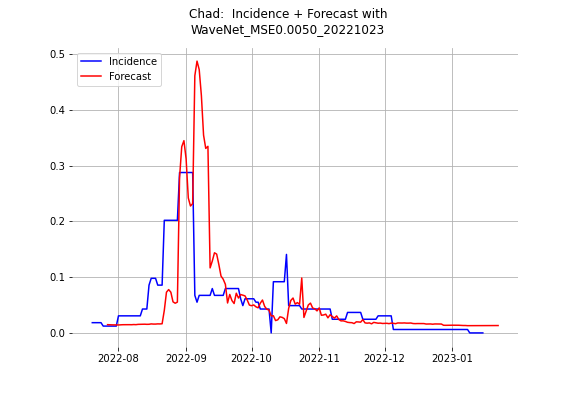 Chad:  Incidence + Forecast with
WaveNet_MSE0.0050_20221023
Incidence
Forecast
0.5
0.4
0.3
0.2
0.1
0.0
2022-08 2022-09 2022-10 2022-11 2022-12 2023-01